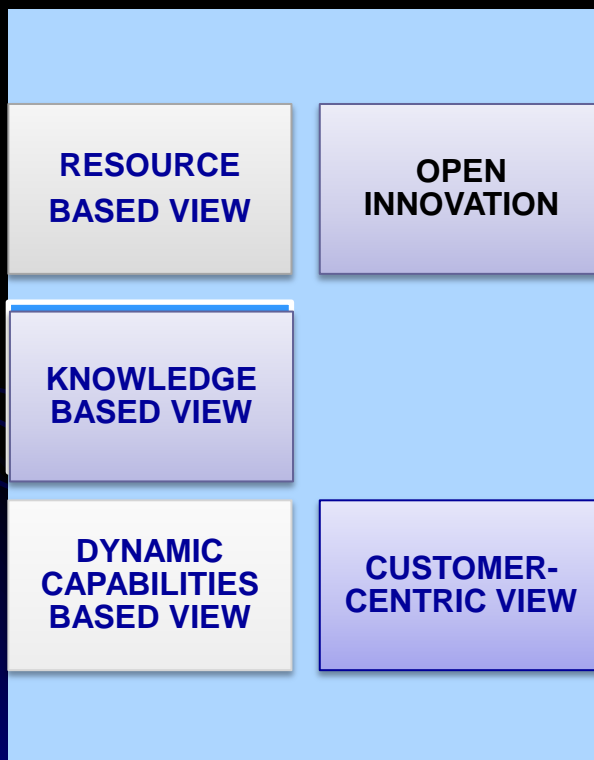 RESOURCE
BASED VIEW
OPEN
INNOVATION
KNOWLEDGE
BASED VIEW
DYNAMIC
CAPABILITIES
BASED VIEW
CUSTOMER-
CENTRIC VIEW